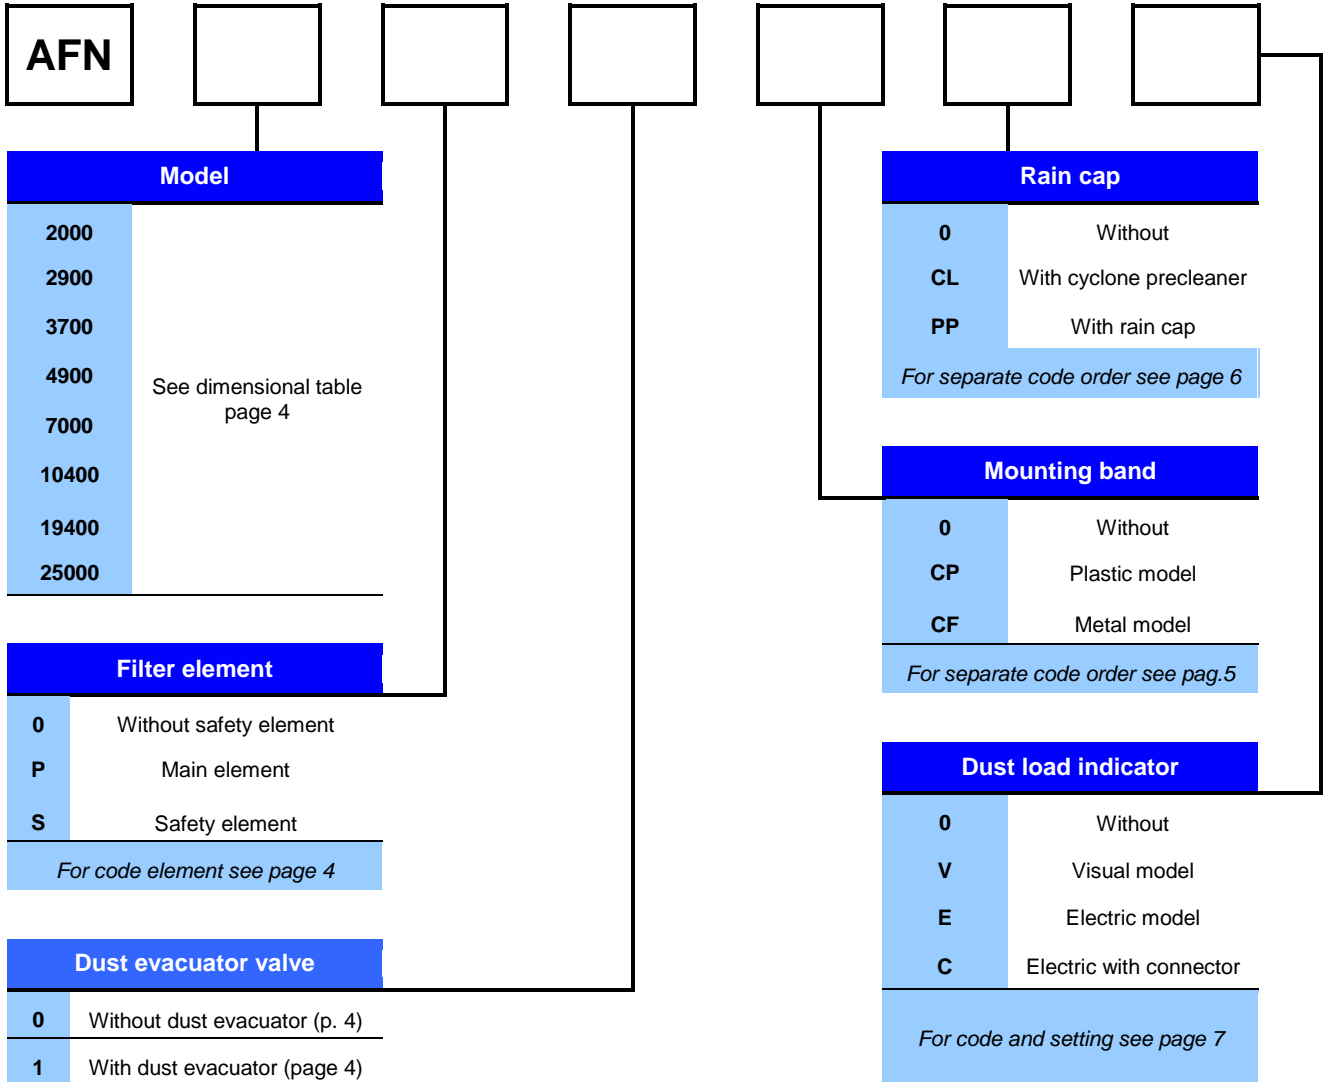 AFN
Model
2000
2900
3700
4900
7000
10400
19400
25000
See dimensional table
page 4
Filter element
0 Without safety element
P Main element
S Safety element
For code element see page 4
Dust evacuator valve
0 Without dust evacuator (p. 4)
1 With dust evacuator (page 4)
Rain cap
0 Without
CL With cyclone precleaner
PP With rain cap
For separate code order see page 6
Mounting band
0 Without
CP Plastic model
CF Metal model
For separate code order see pag.5
Dust load indicator
0 Without
V Visual model
E Electric model
C Electric with connector
For code and setting see page 7